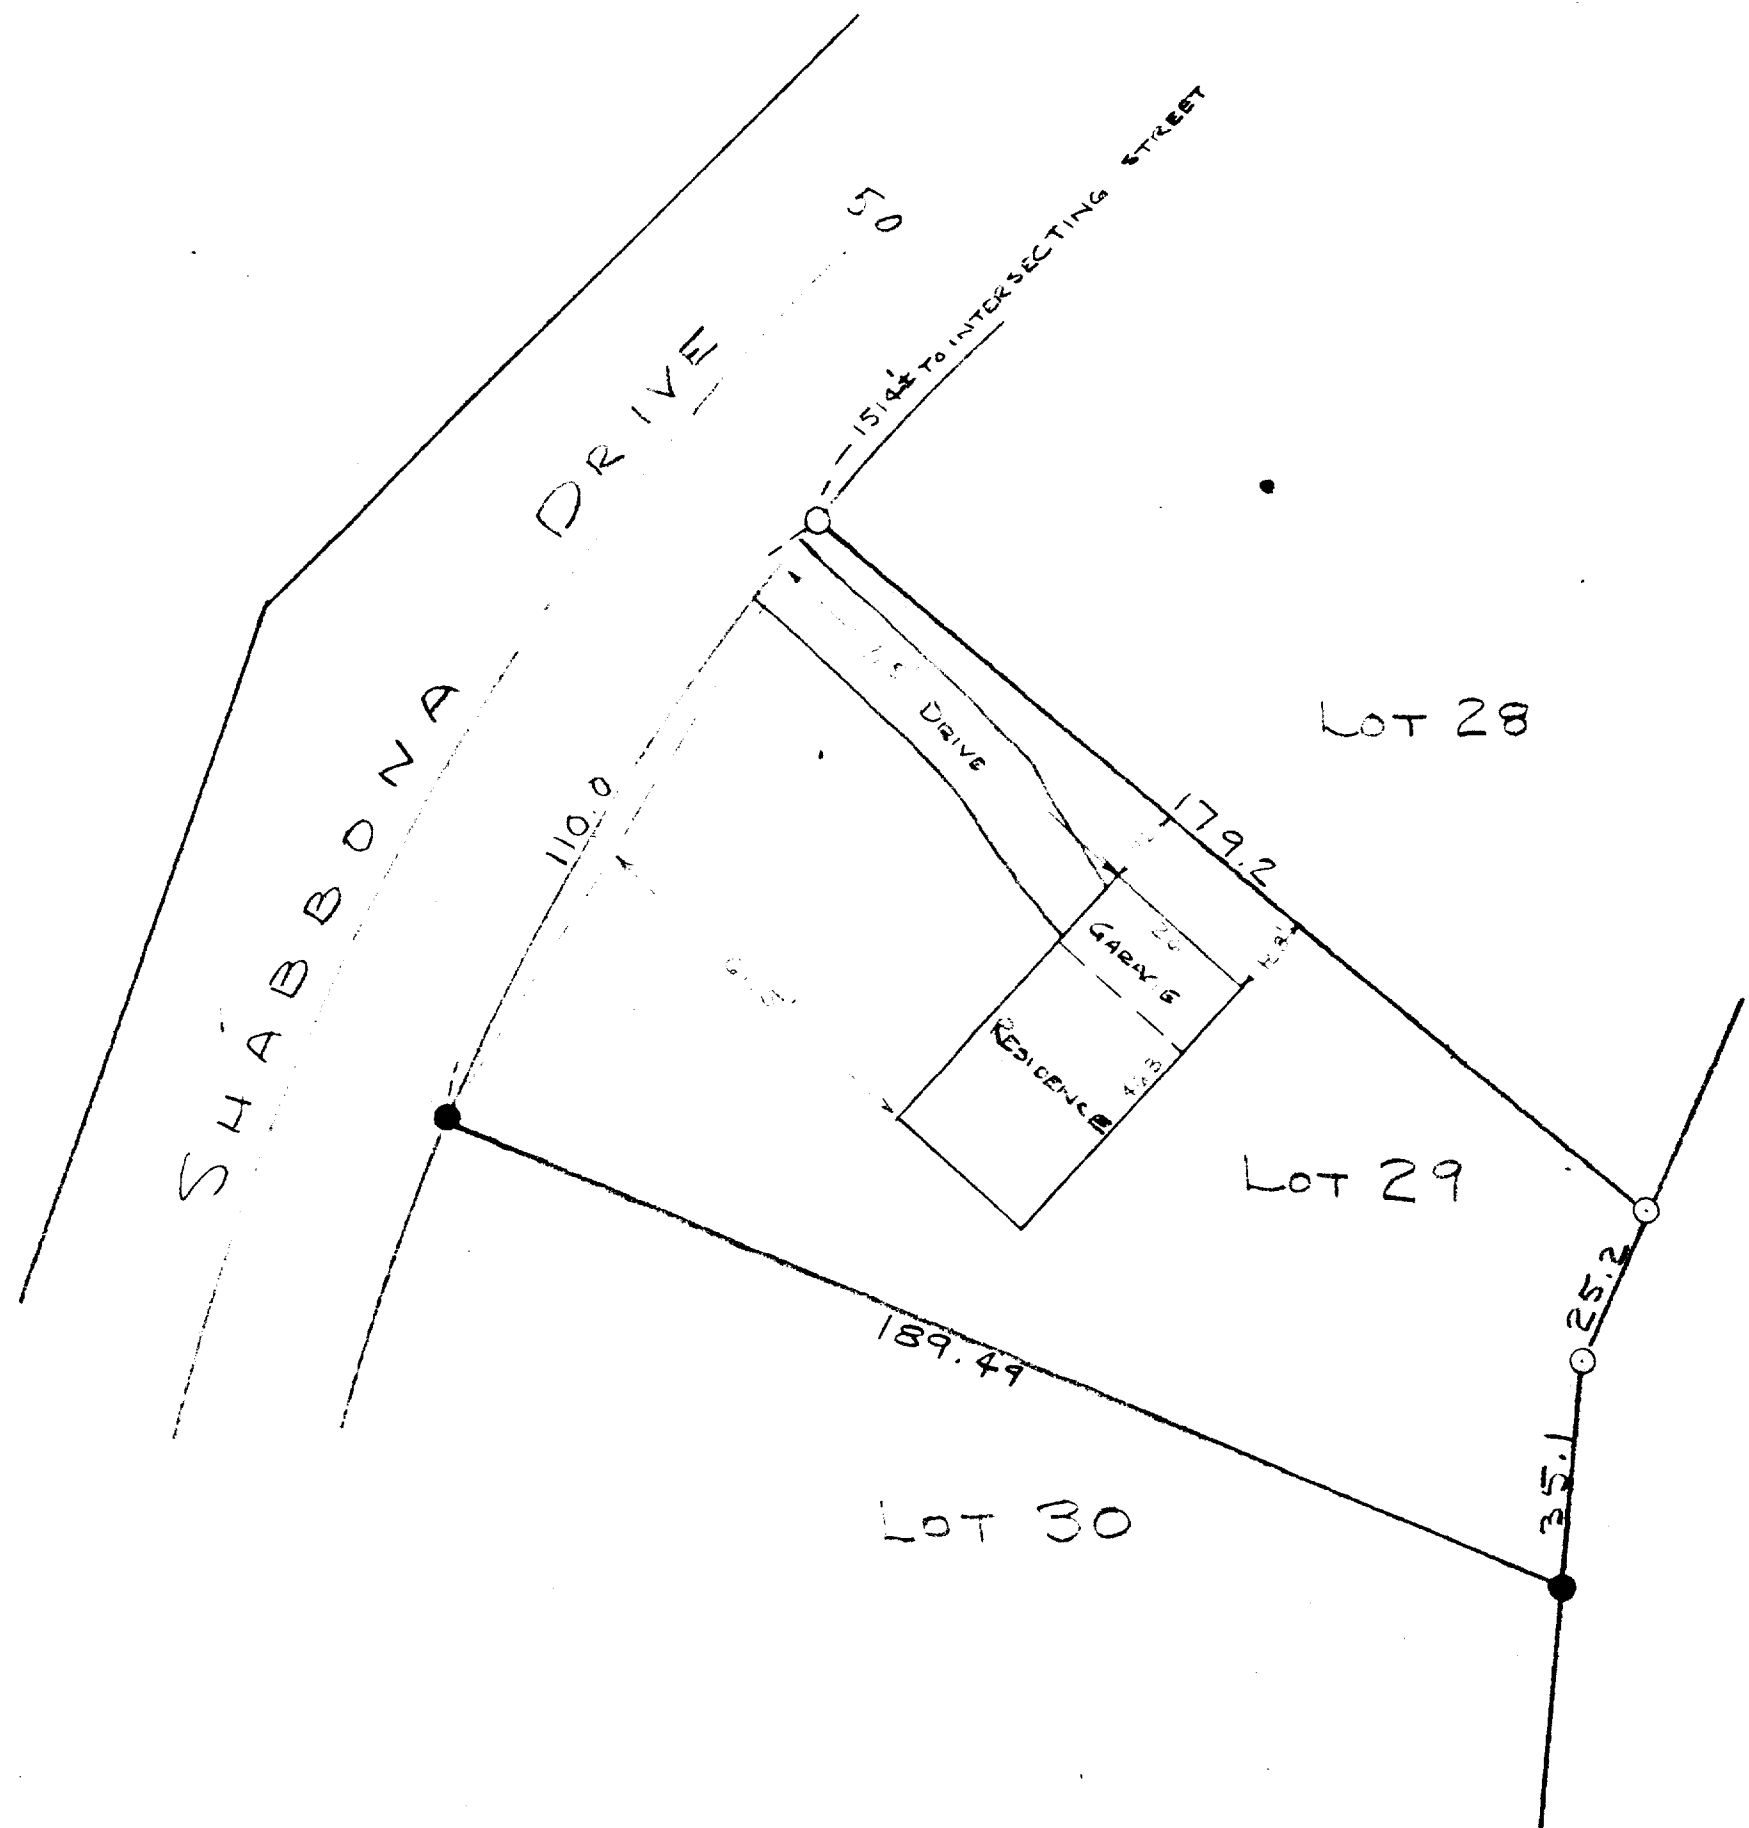 50
SHABBONA DRIVE
1514'± TO INTERSECTING STREET
DRIVE
110.0
LOT 28
179.2
GARAGE
RESIDENCE
LOT 29
25.2
189.49
35.1
LOT 30